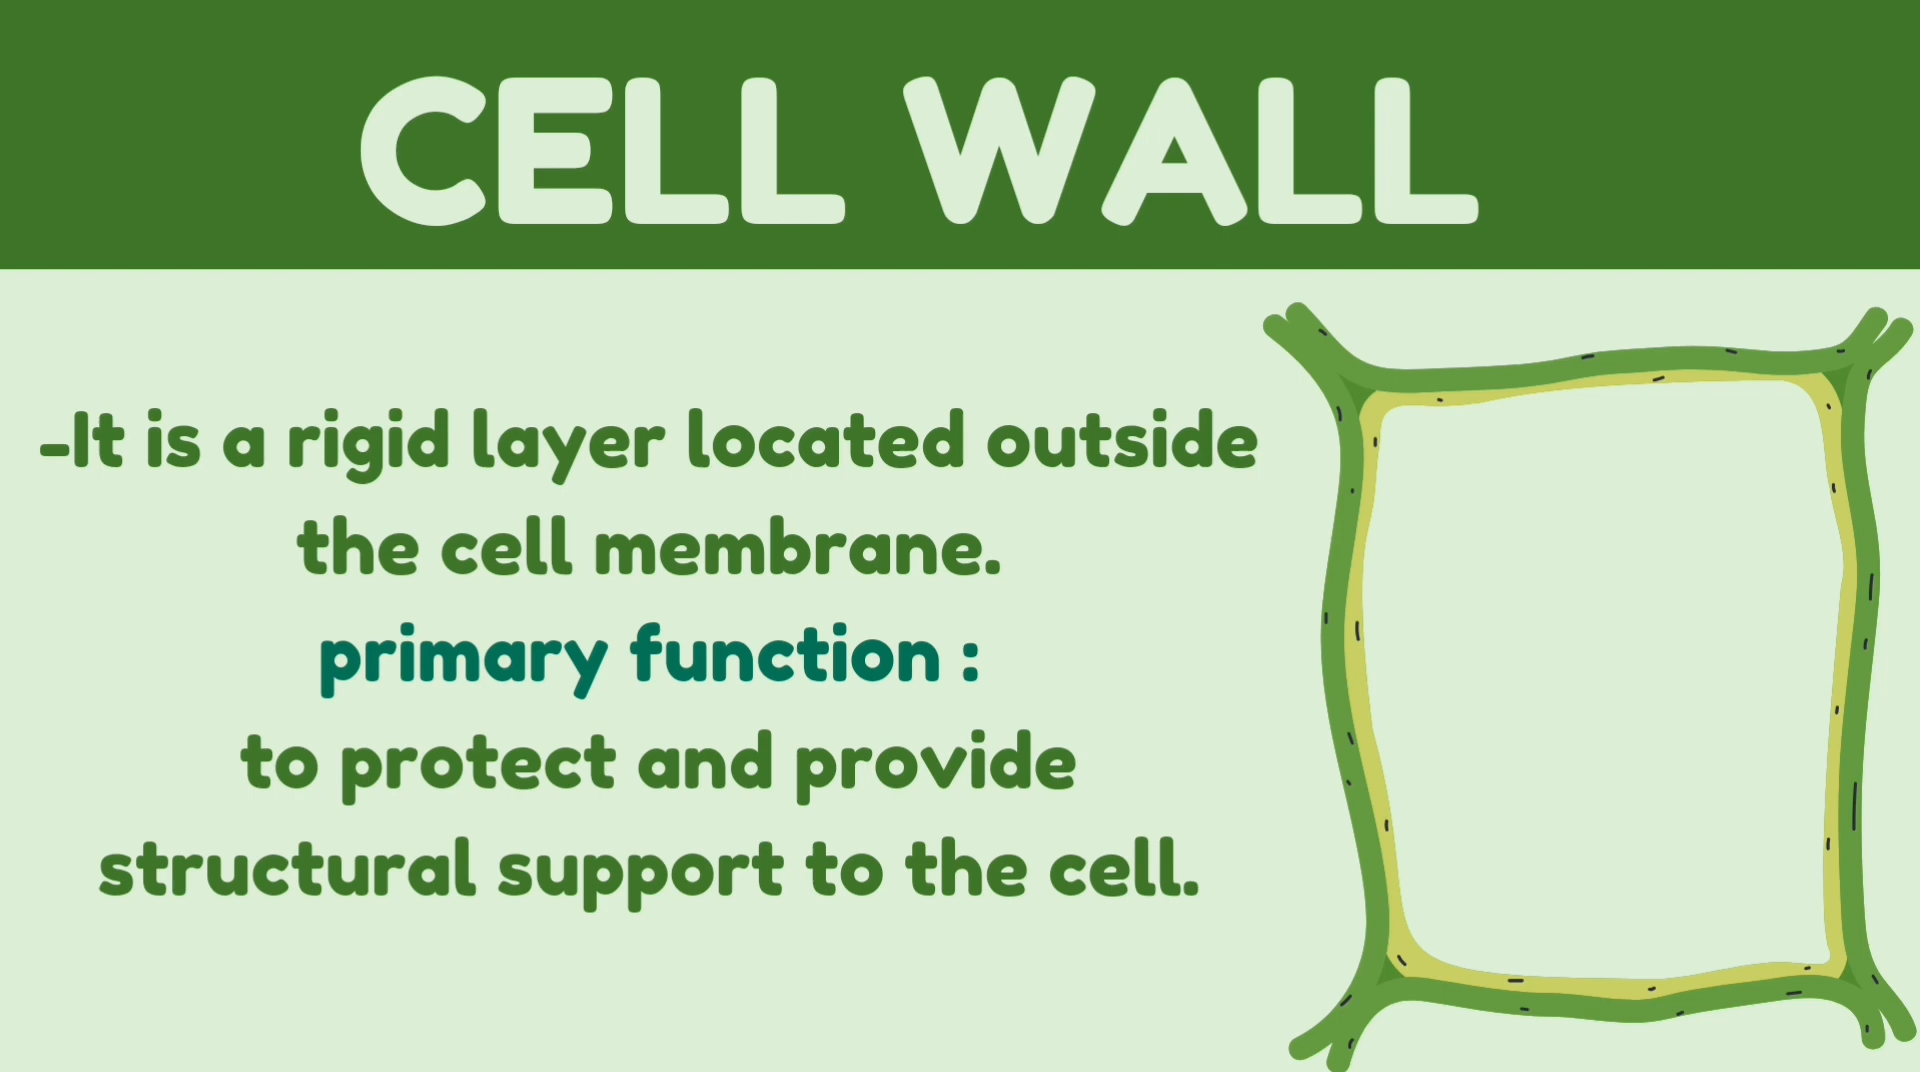 CELL WALL
-It is a rigid layer located outside
the cell membrane.
primary function :
to protect and provide
structural support to the cell.